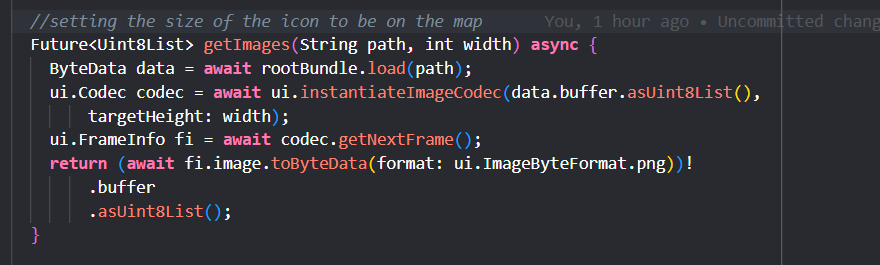 //setting the size of the icon to be on the map You, 1 hour ago • Uncommitted chang
Future<Uint8List> getImages(String path, int width) async {
ByteData data = await rootBundle.load(path);
ui.Codec codec = await ui.instantiateImageCodec(data.buffer.asUint8List(),
targetHeight: width);
ui.FrameInfo fi = await codec.getNextFrame();
return (await fi.image.toByteData(format: ui.ImageByteFormat.png))!
.buffer
.asUint8List();
}